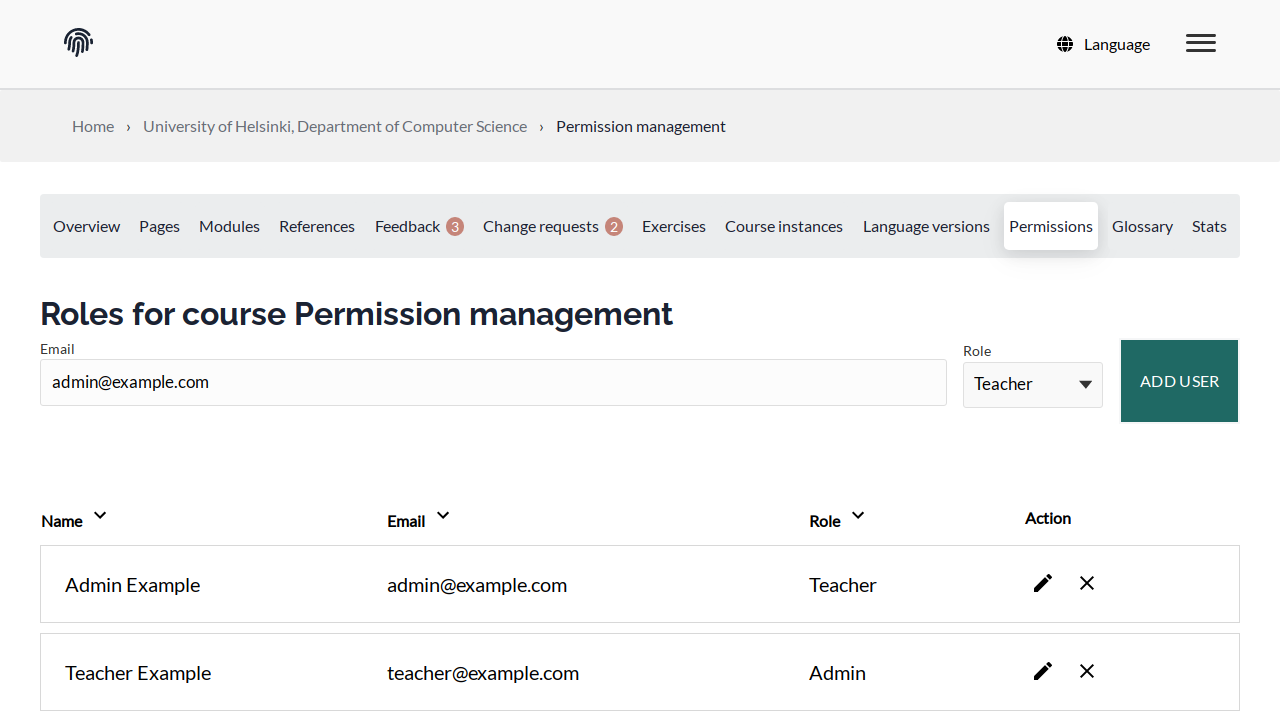 Language
Home › University of Helsinki, Department of Computer Science › Permission management
Overview Pages Modules References Feedback 3 Change requests 2 Exercises Course instances Language versions Permissions Glossary Stats
Roles for course Permission management
Email
Role
admin@example.com
Teacher
ADD USER
Name Email Role Action
Admin Example admin@example.com Teacher
Teacher Example teacher@example.com Admin